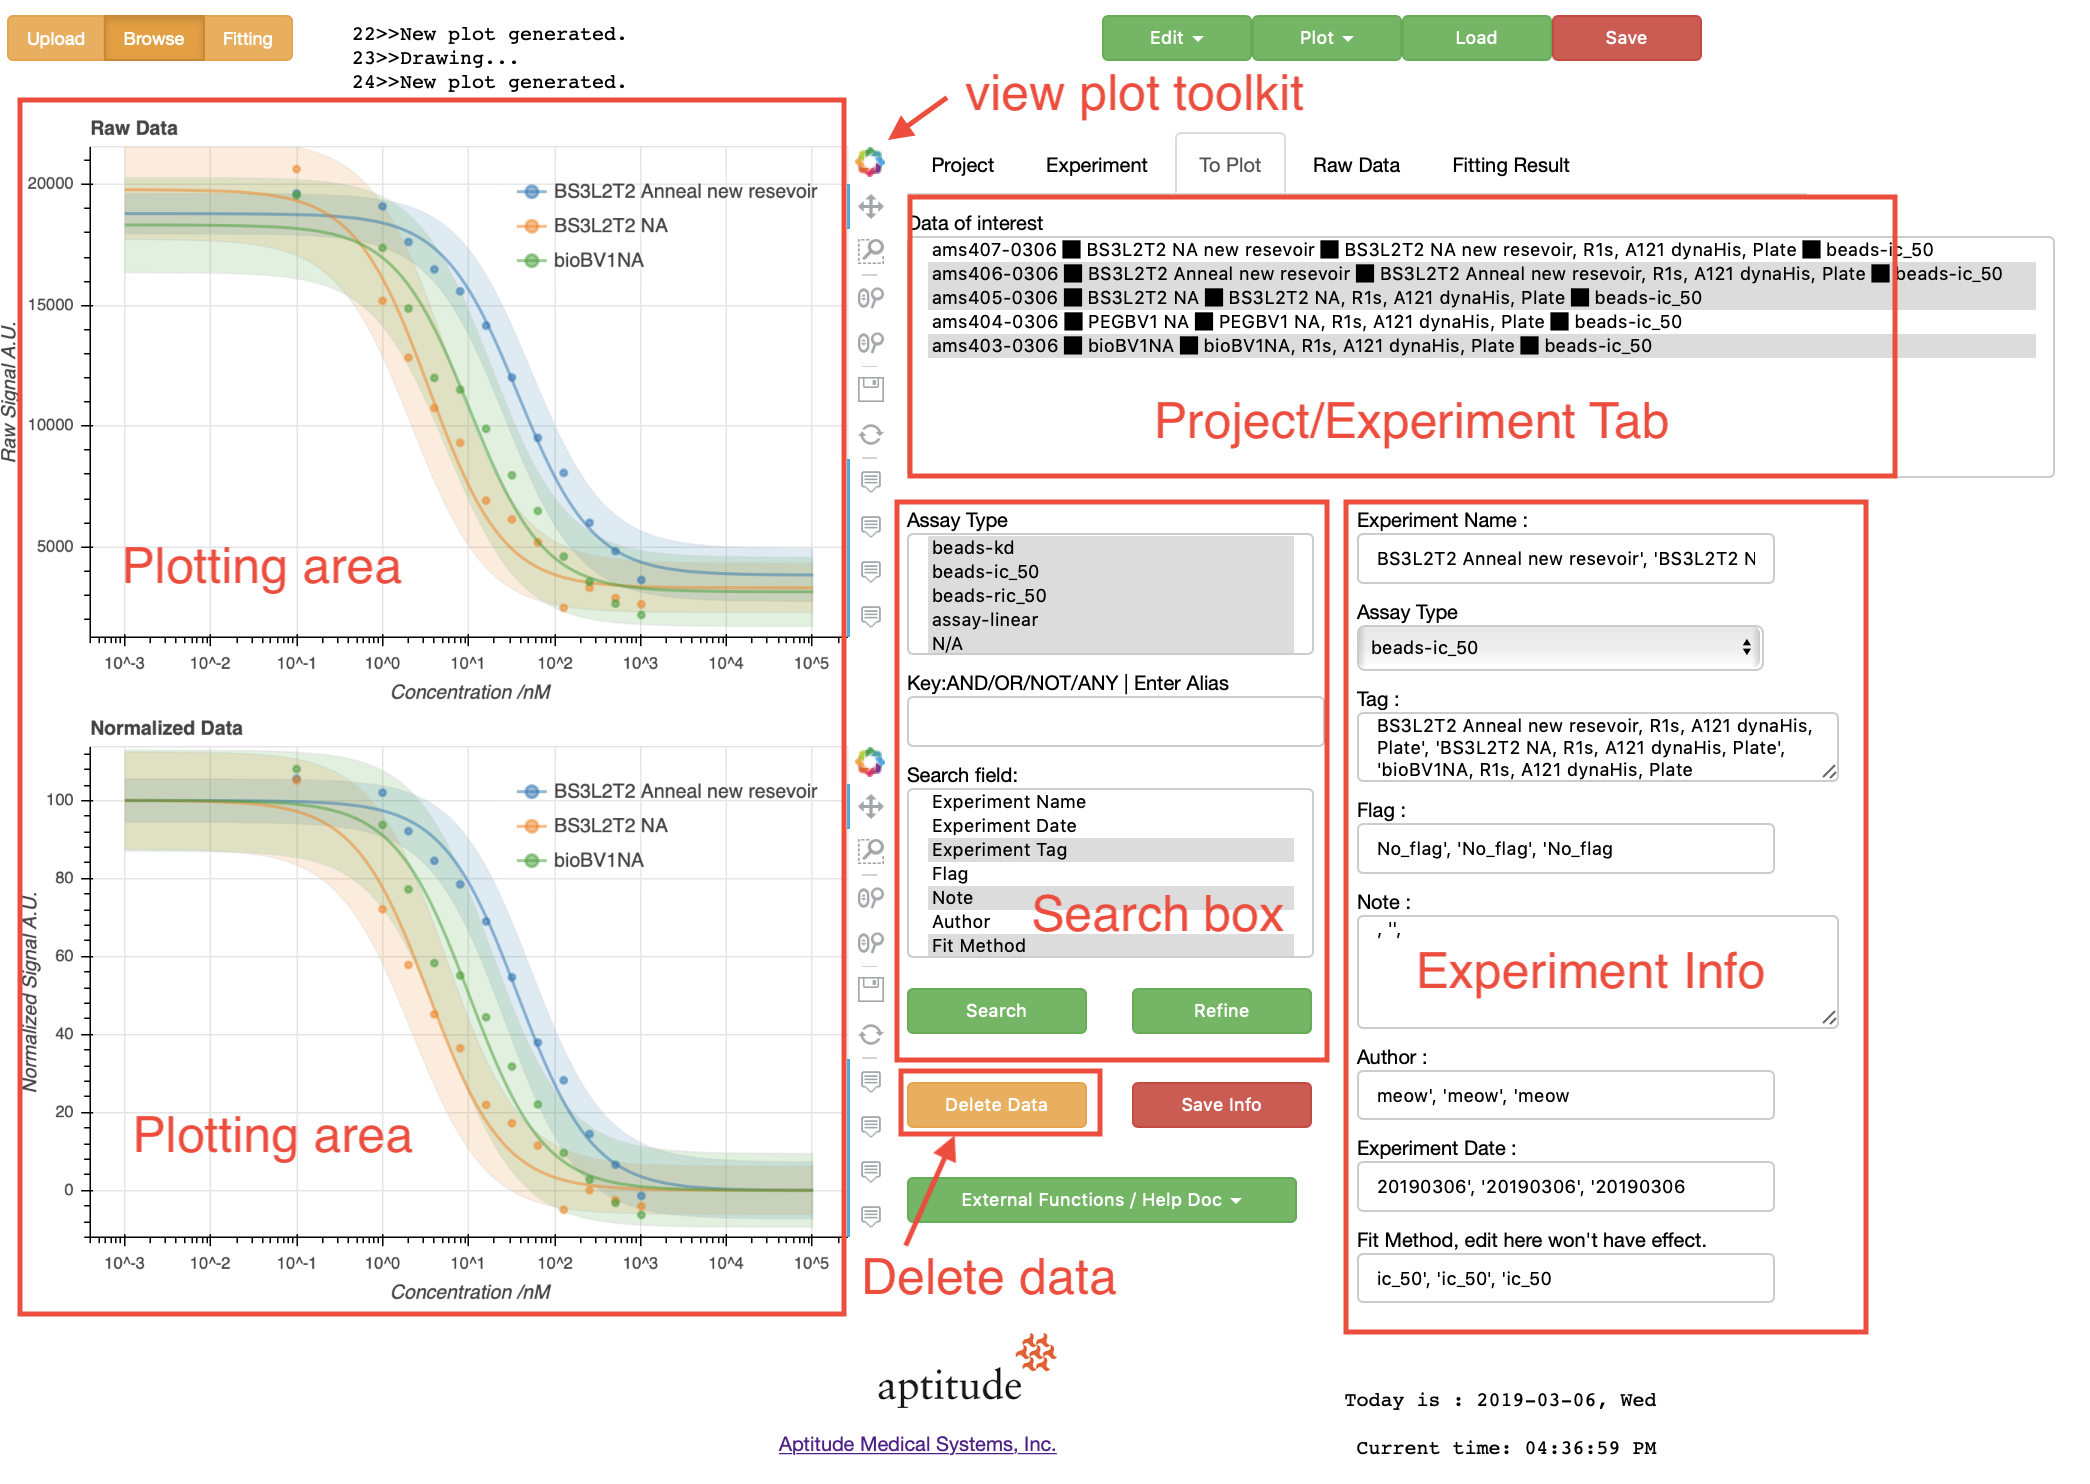 Upload Browse Fitting
22>>New plot generated.
23>>Drawing...
24>>New plot generated.
Edit Plot Load Save
view plot toolkit
Raw Data
20000
15000
10000
5000
Raw Signal A.U.
BS3L2T2 Anneal new resevoir
BS3L2T2 NA
bioBV1NA
Plotting area
10^-3 10^-2 10^-1 10^0 10^1 10^2 10^3 10^4 10^5
Concentration /nM
Normalized Data
100
80
60
40
20
0
Normalized Signal A.U.
BS3L2T2 Anneal new resevoir
BS3L2T2 NA
bioBV1NA
Plotting area
10^-3 10^-2 10^-1 10^0 10^1 10^2 10^3 10^4 10^5
Concentration /nM
Project Experiment To Plot Raw Data Fitting Result
Data of interest
ams407-0306 ■ BS3L2T2 NA new resevoir ■ BS3L2T2 NA new resevoir, R1s, A121 dynaHis, Plate ■ beads-ic_50
ams406-0306 ■ BS3L2T2 Anneal new resevoir ■ BS3L2T2 Anneal new resevoir, R1s, A121 dynaHis, Plate ■ beads-ic_50
ams405-0306 ■ BS3L2T2 NA ■ BS3L2T2 NA, R1s, A121 dynaHis, Plate ■ beads-ic_50
ams404-0306 ■ PEGBV1 NA ■ PEGBV1 NA, R1s, A121 dynaHis, Plate ■ beads-ic_50
ams403-0306 ■ bioBV1NA ■ bioBV1NA, R1s, A121 dynaHis, Plate ■ beads-ic_50
Project/Experiment Tab
Assay Type
beads-kd
beads-ic_50
beads-ric_50
assay-linear
N/A
Key:AND/OR/NOT/ANY | Enter Alias
Search field:
Experiment Name
Experiment Date
Experiment Tag
Flag
Note
Author
Fit Method
Search box
Search Refine
Delete Data Save Info
External Functions / Help Doc
Delete data
Experiment Name :
BS3L2T2 Anneal new resevoir', 'BS3L2T2 N
Assay Type
beads-ic_50
Tag :
BS3L2T2 Anneal new resevoir, R1s, A121 dynaHis,
Plate', 'BS3L2T2 NA, R1s, A121 dynaHis, Plate',
'bioBV1NA, R1s, A121 dynaHis, Plate
Flag :
No_flag', 'No_flag', 'No_flag
Note :
, '',
Experiment Info
Author :
meow', 'meow', 'meow
Experiment Date :
20190306', '20190306', '20190306
Fit Method, edit here won't have effect.
ic_50', 'ic_50', 'ic_50
aptitude
Aptitude Medical Systems, Inc.
Today is : 2019-03-06, Wed
Current time: 04:36:59 PM